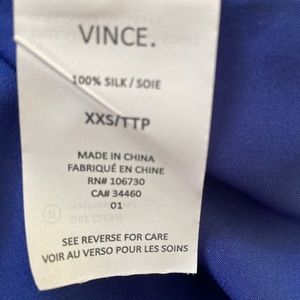 VINCE.
100% SILK / SOIE
XXS/TTP
MADE IN CHINA
FABRIQUÉ EN CHINE
RN# 106730
CA# 34460
01
SEE REVERSE FOR CARE
VOIR AU VERSO POUR LES SOINS